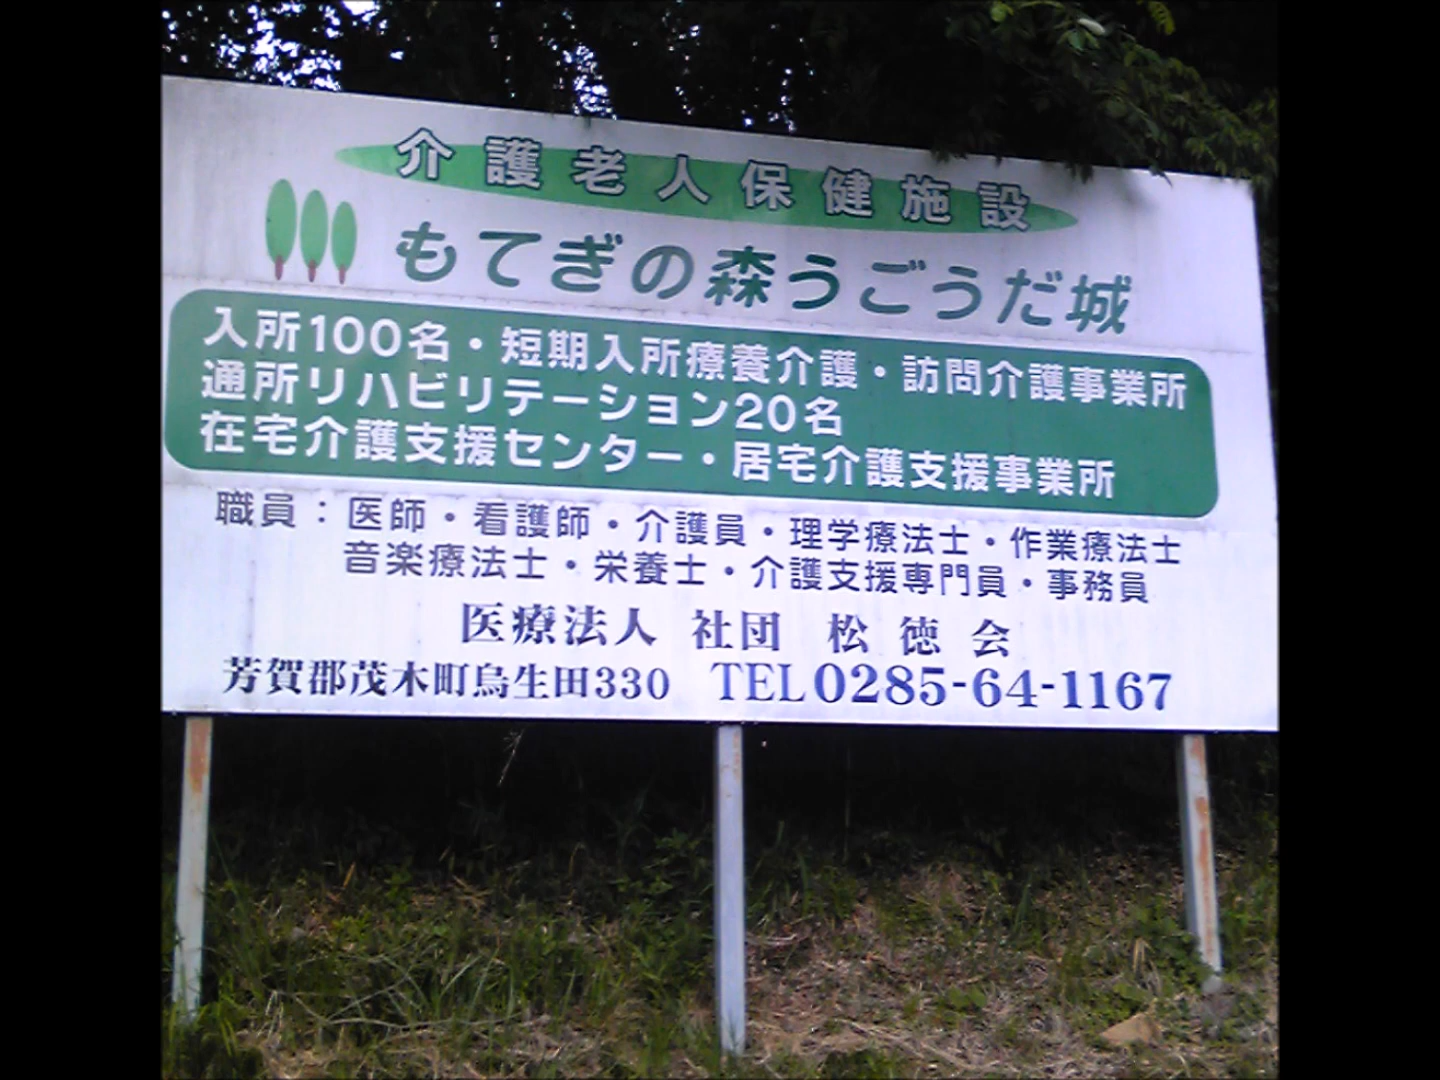 介護老人保健施設
もてぎの森うごうだ城
入所100名・短期入所療養介護・訪問介護事業所
通所リハビリテーション20名
在宅介護支援センター・居宅介護支援事業所
職員：医師・看護師・介護員・理学療法士・作業療法士
音楽療法士・栄養士・介護支援専門員・事務員
医療法人 社団 松徳会
芳賀郡茂木町烏生田330 TEL0285-64-1167